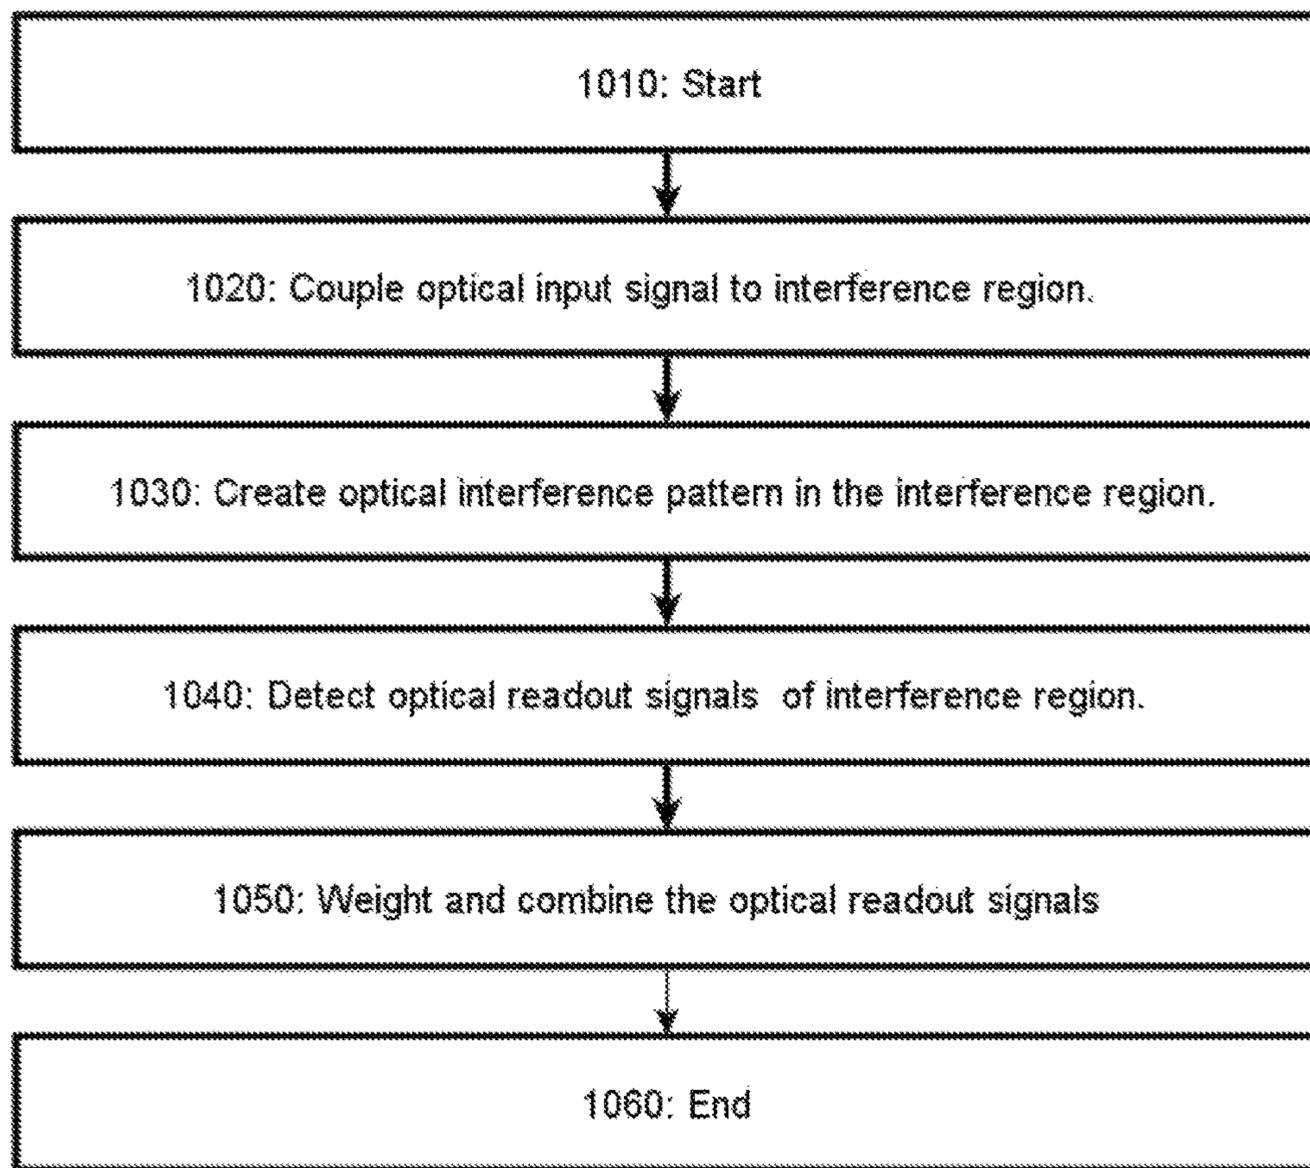 1010: Start
1020: Couple optical input signal to interference region.
1030: Create optical interference pattern in the interference region.
1040: Detect optical readout signals of interference region.
1050: Weight and combine the optical readout signals
1060: End